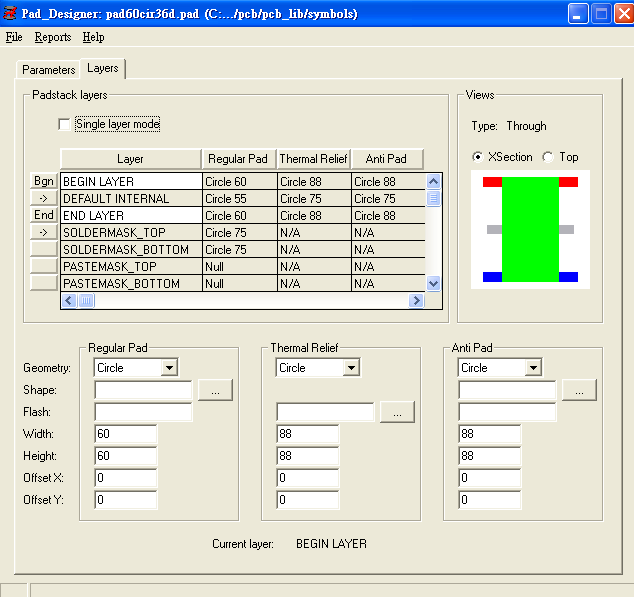 Pad_Designer: pad60cir36d.pad (C:.../pcb/pcb_lib/symbols)
File Reports Help
Parameters Layers
Padstack layers
Single layer mode
Layer Regular Pad Thermal Relief Anti Pad
Bgn BEGIN LAYER Circle 60 Circle 88 Circle 88
-> DEFAULT INTERNAL Circle 55 Circle 75 Circle 75
End END LAYER Circle 60 Circle 88 Circle 88
-> SOLDERMASK_TOP Circle 75 N/A N/A
SOLDERMASK_BOTTOM Circle 75 N/A N/A
PASTEMASK_TOP Null N/A N/A
PASTEMASK_BOTTOM Null N/A N/A
Views
Type: Through
XSection Top
Regular Pad Thermal Relief Anti Pad
Geometry: Circle Circle Circle
Shape: ... ...
Flash: ...
Width: 60 88 88
Height: 60 88 88
Offset X: 0 0 0
Offset Y: 0 0 0
Current layer: BEGIN LAYER